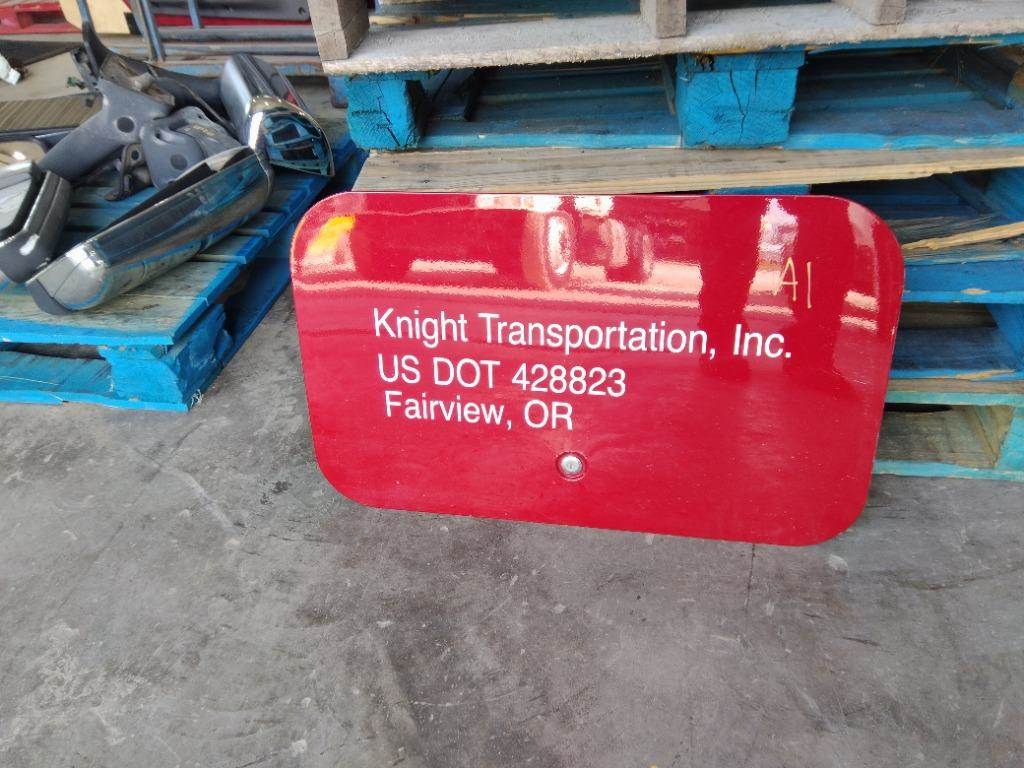 A1
Knight Transportation, Inc.
US DOT 428823
Fairview, OR